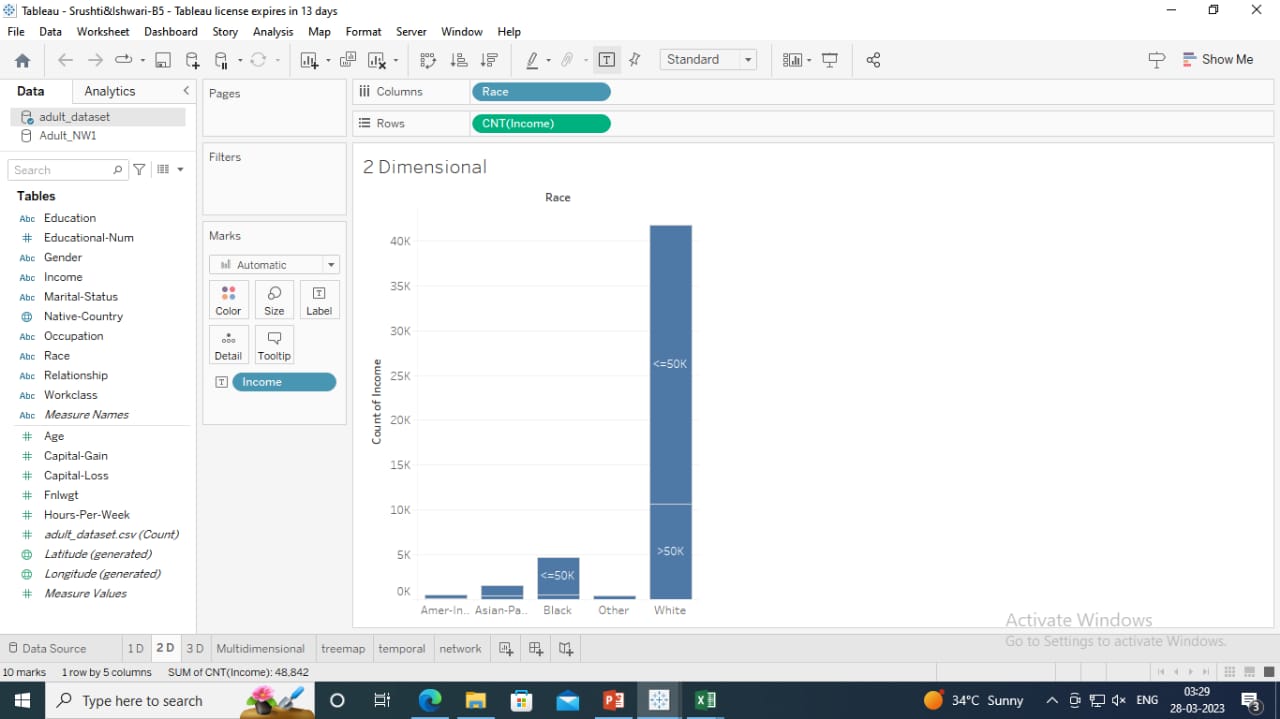 Tableau - Srushti&Ishwari-B5 - Tableau license expires in 13 days
File Data Worksheet Dashboard Story Analysis Map Format Server Window Help
Standard
Show Me
Data Analytics
adult_dataset
Adult_NW1
Search
Tables
Abc Education
# Educational-Num
Abc Gender
Abc Income
Abc Marital-Status
Native-Country
Abc Occupation
Abc Race
Abc Relationship
Abc Workclass
Abc Measure Names
# Age
# Capital-Gain
# Capital-Loss
# Fnlwgt
# Hours-Per-Week
# adult_dataset.csv (Count)
Latitude (generated)
Longitude (generated)
# Measure Values
Pages
Filters
Marks
Automatic
Color Size Label
Detail Tooltip
T Income
Columns Race
Rows CNT(Income)
2 Dimensional
Race
Count of Income
40K
35K
30K
25K
20K
15K
10K
5K
0K
<=50K
>50K
<=50K
Amer-In.. Asian-Pa.. Black Other White
Activate Windows
Go to Settings to activate Windows.
Data Source 1 D 2 D 3 D Multidimensional treemap temporal network
10 marks 1 row by 5 columns SUM of CNT(Income): 48,842
Type here to search
34°C Sunny
ENG
03:29
28-03-2023
3